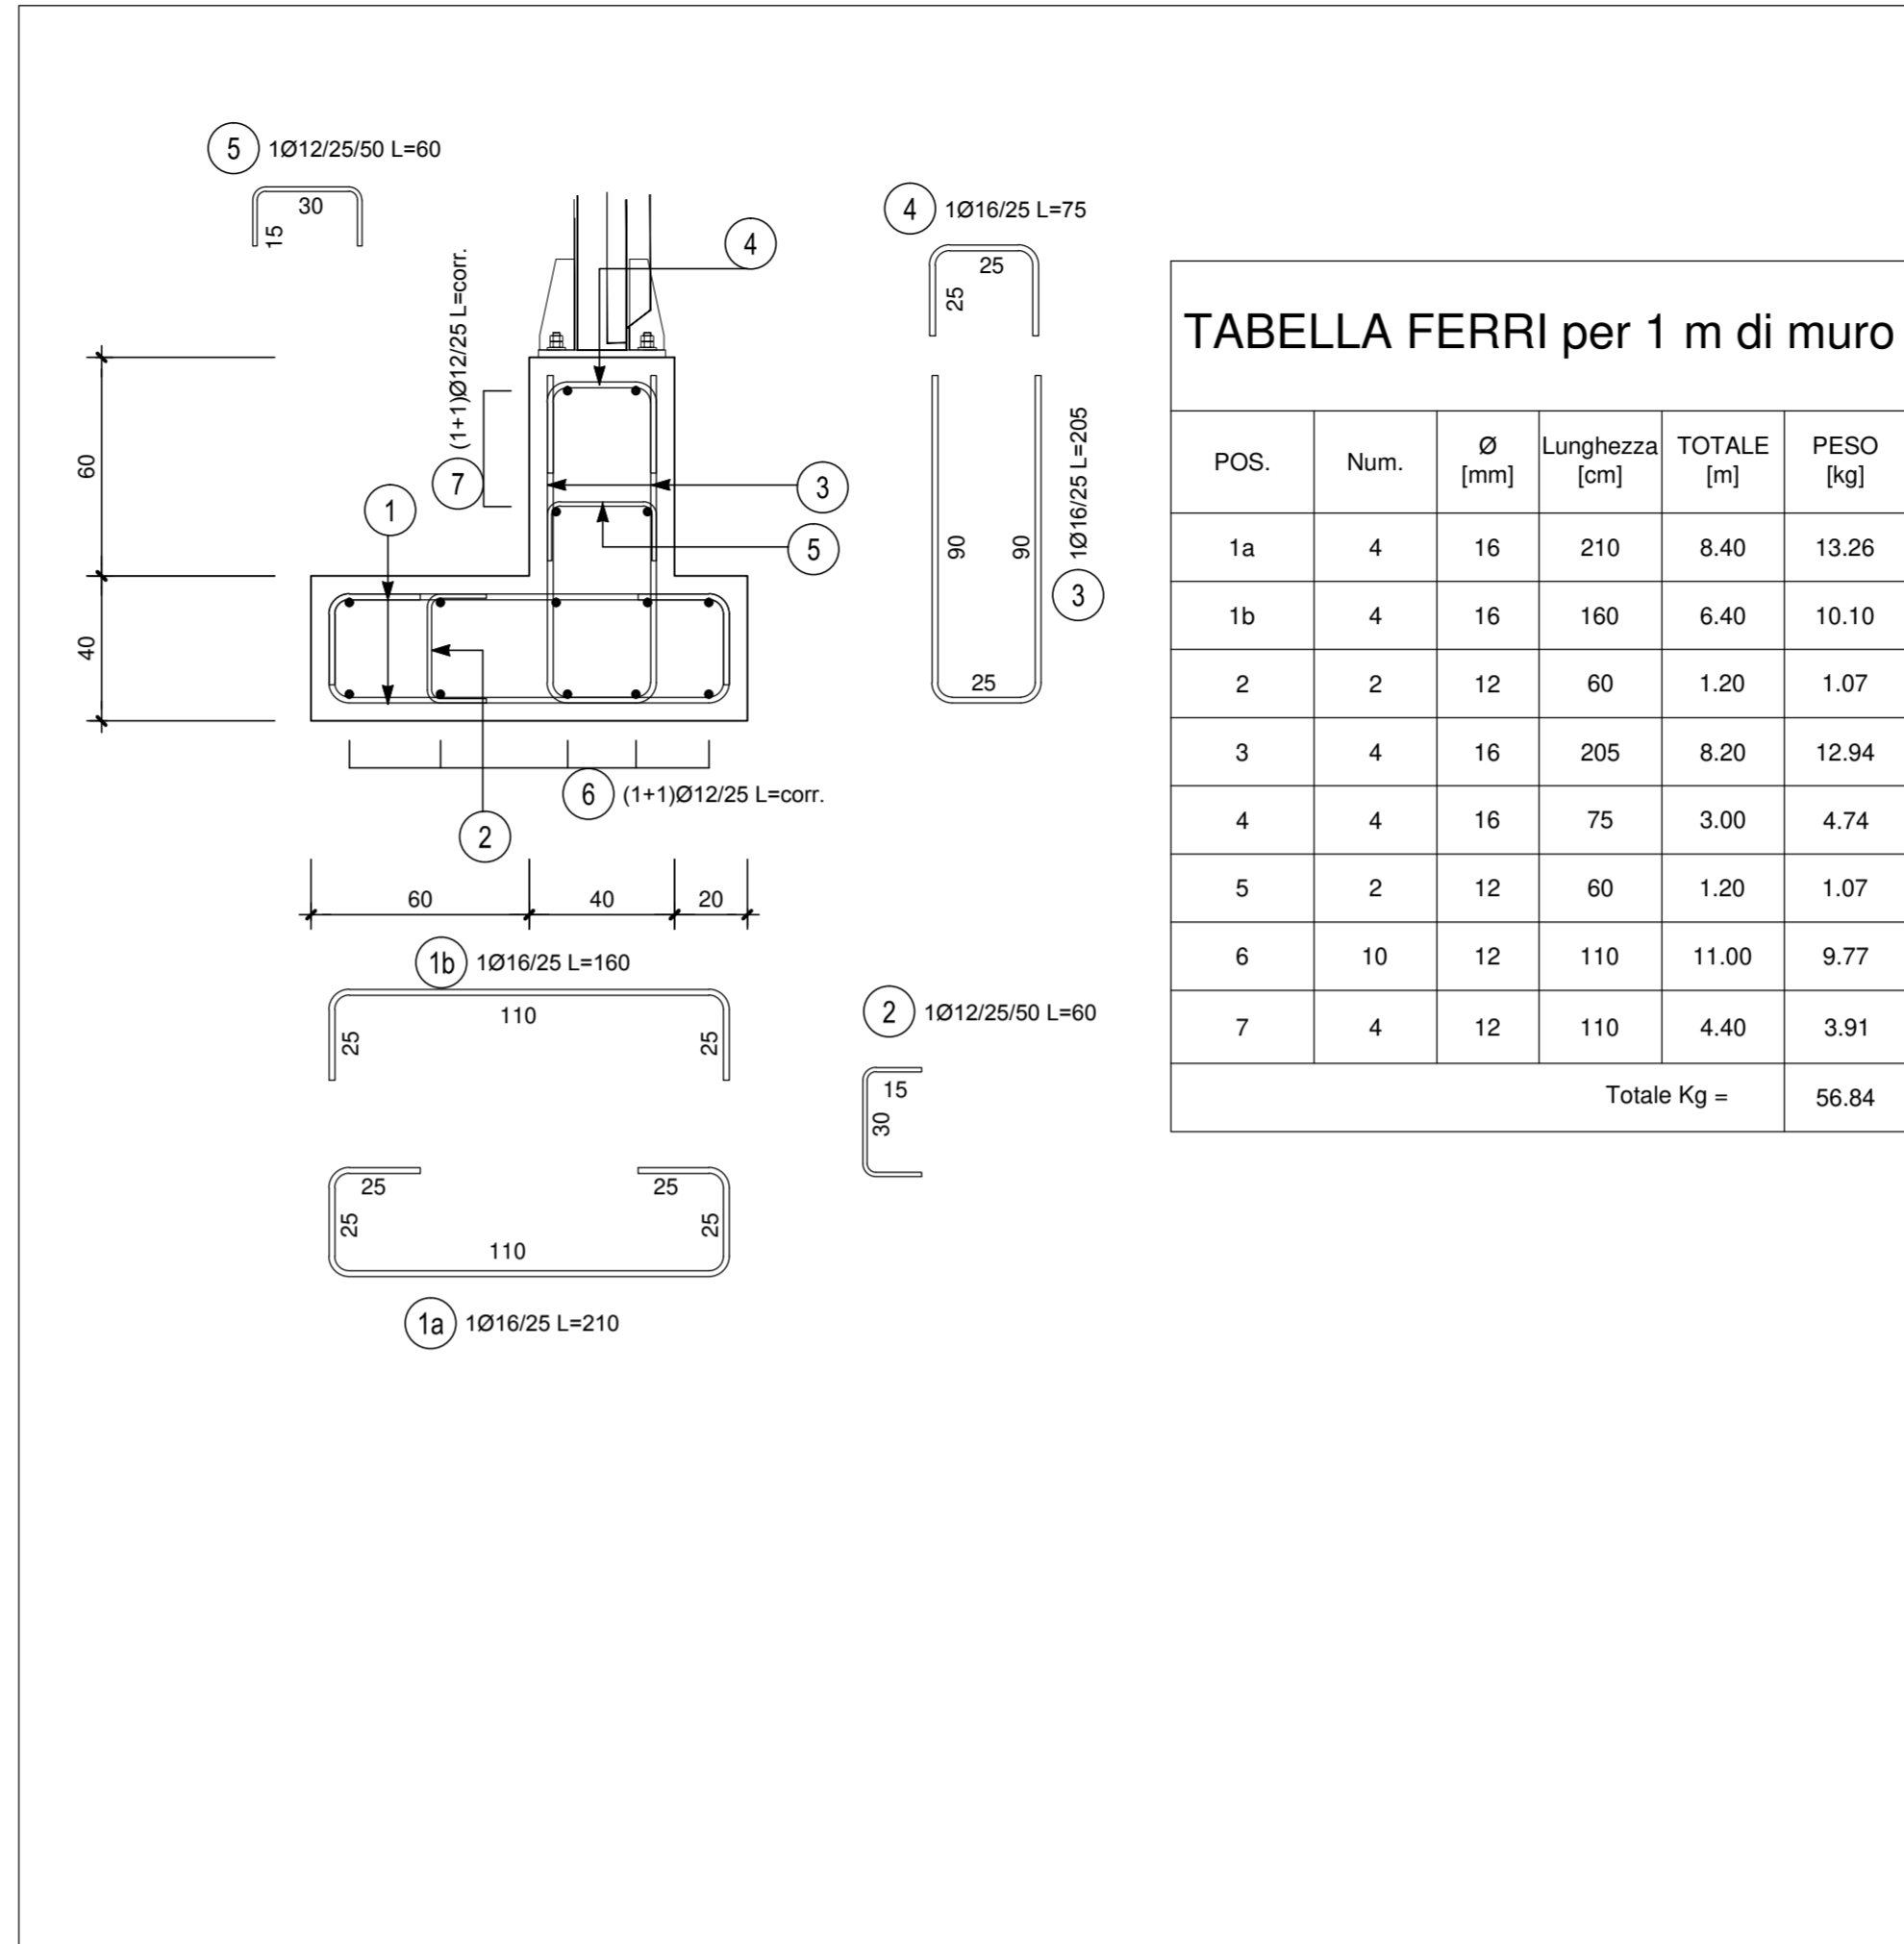 5 1Ø12/25/50 L=60
30
15
4
4 1Ø16/25 L=75
25
25
(1+1)Ø12/25 L=corr.
7
60
40
1
3
5
90
90
25
1Ø16/25 L=205
3
6 (1+1)Ø12/25 L=corr.
2
60 40 20
1b 1Ø16/25 L=160
110
25
25
2 1Ø12/25/50 L=60
15
30
25 25
25 25
110
1a 1Ø16/25 L=210
TABELLA FERRI per 1 m di muro
POS. Num. Ø [mm] Lunghezza [cm] TOTALE [m] PESO [kg]
1a 4 16 210 8.40 13.26
1b 4 16 160 6.40 10.10
2 2 12 60 1.20 1.07
3 4 16 205 8.20 12.94
4 4 16 75 3.00 4.74
5 2 12 60 1.20 1.07
6 10 12 110 11.00 9.77
7 4 12 110 4.40 3.91
Totale Kg = 56.84